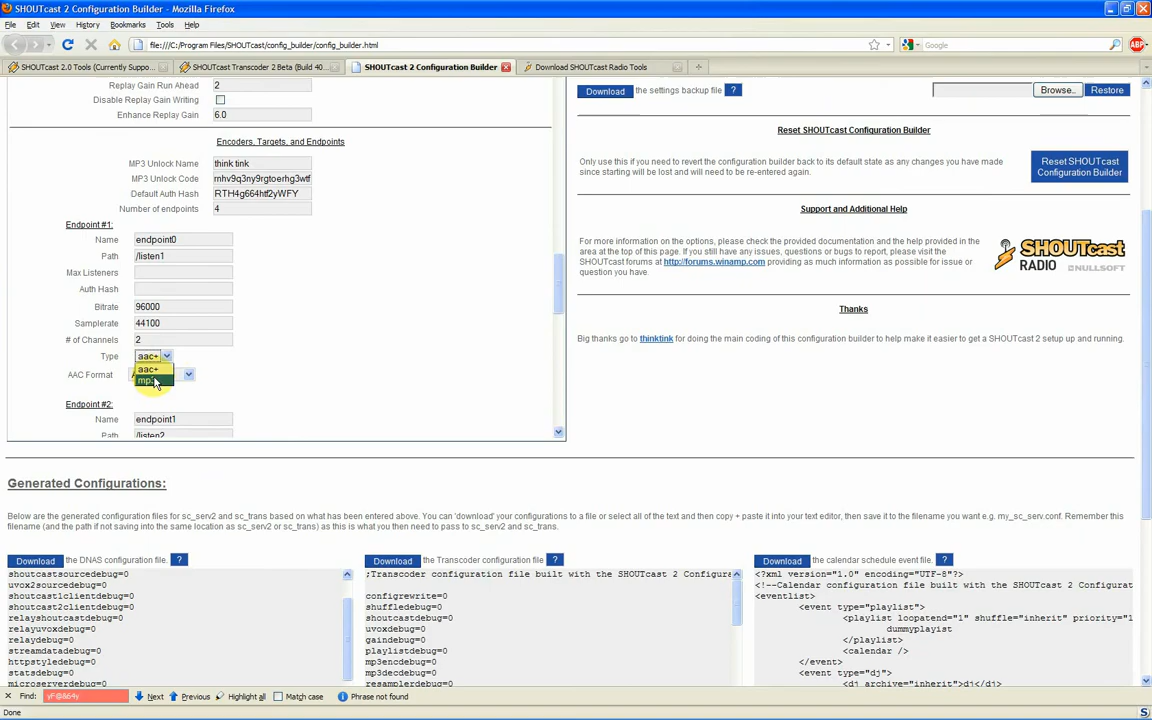 SHOUTcast 2 Configuration Builder - Mozilla Firefox
File Edit View History Bookmarks Tools Help
file:///C:/Program Files/SHOUTcast/config_builder/config_builder.html
Google
ABP
SHOUTcast 2.0 Tools (Currently Suppo...
SHOUTcast Transcoder 2 Beta (Build 40...
SHOUTcast 2 Configuration Builder
Download SHOUTcast Radio Tools
Replay Gain Run Ahead 2
Disable Replay Gain Writing
Enhance Replay Gain 6.0
Encoders, Targets, and Endpoints
MP3 Unlock Name think tink
MP3 Unlock Code mhv9q3ny9rgtoerhg3wtf
Default Auth Hash RTH4g664htf2yWFY
Number of endpoints 4
Endpoint #1:
Name endpoint0
Path /listen1
Max Listeners
Auth Hash
Bitrate 96000
Samplerate 44100
# of Channels 2
Type aac+
aac+
mp3
AAC Format
Endpoint #2:
Name endpoint1
Path /listen2
Download the settings backup file ?
Browse.. Restore
Reset SHOUTcast Configuration Builder
Only use this if you need to revert the configuration builder back to its default state as any changes you have made
since starting will be lost and will need to be re-entered again.
Reset SHOUTcast
Configuration Builder
Support and Additional Help
For more information on the options, please check the provided documentation and the help provided in
the area at the top of this page. If you still have any issues, questions or bugs to report, please visit the
SHOUTcast forums at http://forums.winamp.com providing as much information as possible for issue or
question you have.
SHOUTcast
RADIO NULLSOFT
Thanks
Big thanks go to thinktink for doing the main coding of this configuration builder to help make it easier to get a SHOUTcast 2 setup up and running.
Generated Configurations:
Below are the generated configuration files for sc_serv2 and sc_trans based on what has been entered above. You can 'download' your configurations to a file or select all of the text and then copy + paste it into your text editor, then save it to the filename you want e.g. my_sc_serv.conf. Remember this
filename (and the path if not saving into the same location as sc_serv2 or sc_trans) as this is what you then need to pass to sc_serv2 and sc_trans.
Download the DNAS configuration file. ?
shoutcastsourcedebug=0
uvox2sourcedebug=0
shoutcast1clientdebug=0
shoutcast2clientdebug=0
relayshoutcastdebug=0
relayuvoxdebug=0
relaydebug=0
streamdatadebug=0
httpstyledebug=0
statsdebug=0
microserverdebug=0
Download the Transcoder configuration file ?
;Transcoder configuration file built with the SHOUTcast 2 Configura
configrewrite=0
shuffledebug=0
shoutcastdebug=0
uvoxdebug=0
gaindebug=0
playlistdebug=0
mp3encdebug=0
mp3decdebug=0
resamplerdebug=0
Download the calendar schedule event file. ?
<?xml version="1.0" encoding="UTF-8"?>
<!--Calendar configuration file built with the SHOUTcast 2 Configurat
<eventlist>
<event type="playlist">
<playlist loopatend="1" shuffle="inherit" priority="1
dummyplaylist
</playlist>
<calendar />
</event>
<event type="dj">
<dj archive="inherit">dj</dj>
Find: yF@864y Next Previous Highlight all Match case Phrase not found
Done